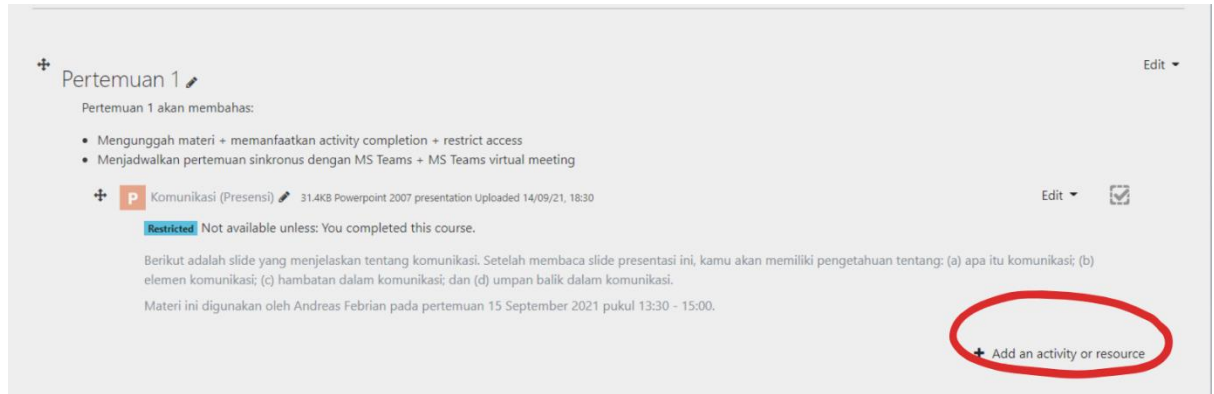 Edit
Pertemuan 1
Pertemuan 1 akan membahas:
Mengunggah materi + memanfaatkan activity completion + restrict access
Menjadwalkan pertemuan sinkronus dengan MS Teams + MS Teams virtual meeting
P Komunikasi (Presensi) 31.4KB Powerpoint 2007 presentation Uploaded 14/09/21, 18:30 Edit
Restricted Not available unless: You completed this course.
Berikut adalah slide yang menjelaskan tentang komunikasi. Setelah membaca slide presentasi ini, kamu akan memiliki pengetahuan tentang: (a) apa itu komunikasi; (b)
elemen komunikasi; (c) hambatan dalam komunikasi; dan (d) umpan balik dalam komunikasi.
Materi ini digunakan oleh Andreas Febrian pada pertemuan 15 September 2021 pukul 13:30 - 15:00.
+ Add an activity or resource